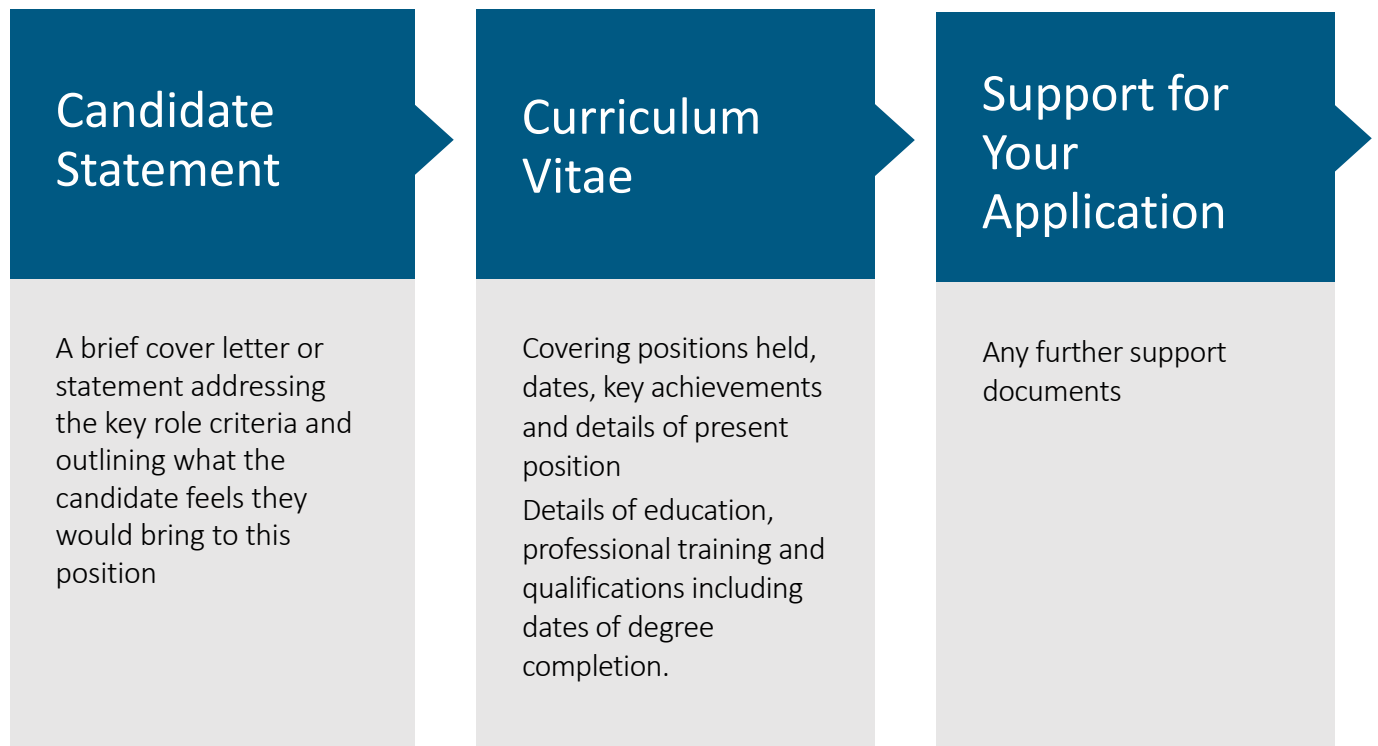 Candidate
Statement
A brief cover letter or
statement addressing
the key role criteria and
outlining what the
candidate feels they
would bring to this
position
Curriculum
Vitae
Covering positions held,
dates, key achievements
and details of present
position
Details of education,
professional training and
qualifications including
dates of degree
completion.
Support for
Your
Application
Any further support
documents